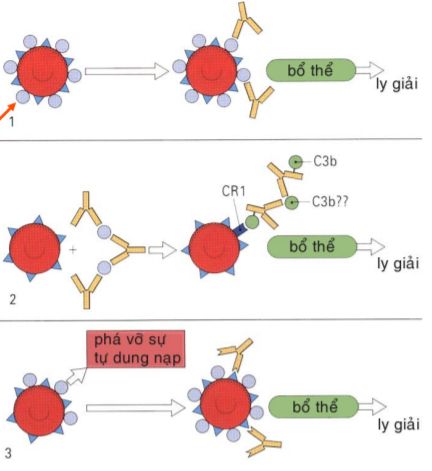 bổ thể
ly giải
1
C3b
CR1
C3b??
bổ thể
ly giải
2
phá vỡ sự
tự dung nạp
bổ thể
ly giải
3